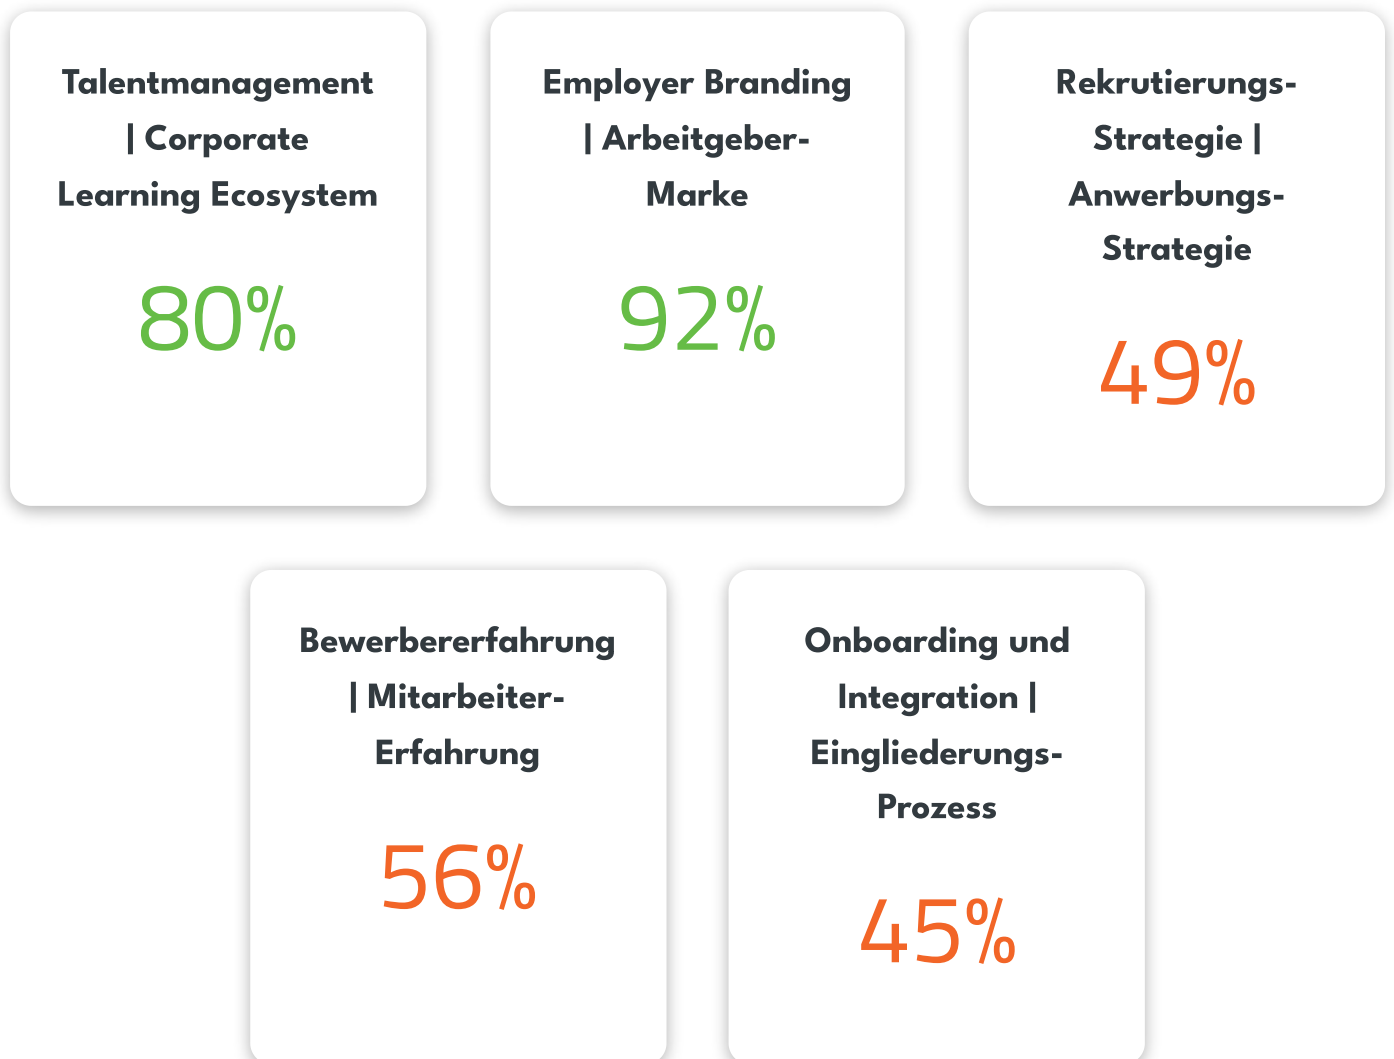 Talentmanagement
| Corporate
Learning Ecosystem
80%
Employer Branding
| Arbeitgeber-
Marke
92%
Rekrutierungs-
Strategie |
Anwerbungs-
Strategie
49%
Bewerbererfahrung
| Mitarbeiter-
Erfahrung
56%
Onboarding und
Integration |
Eingliederungs-
Prozess
45%